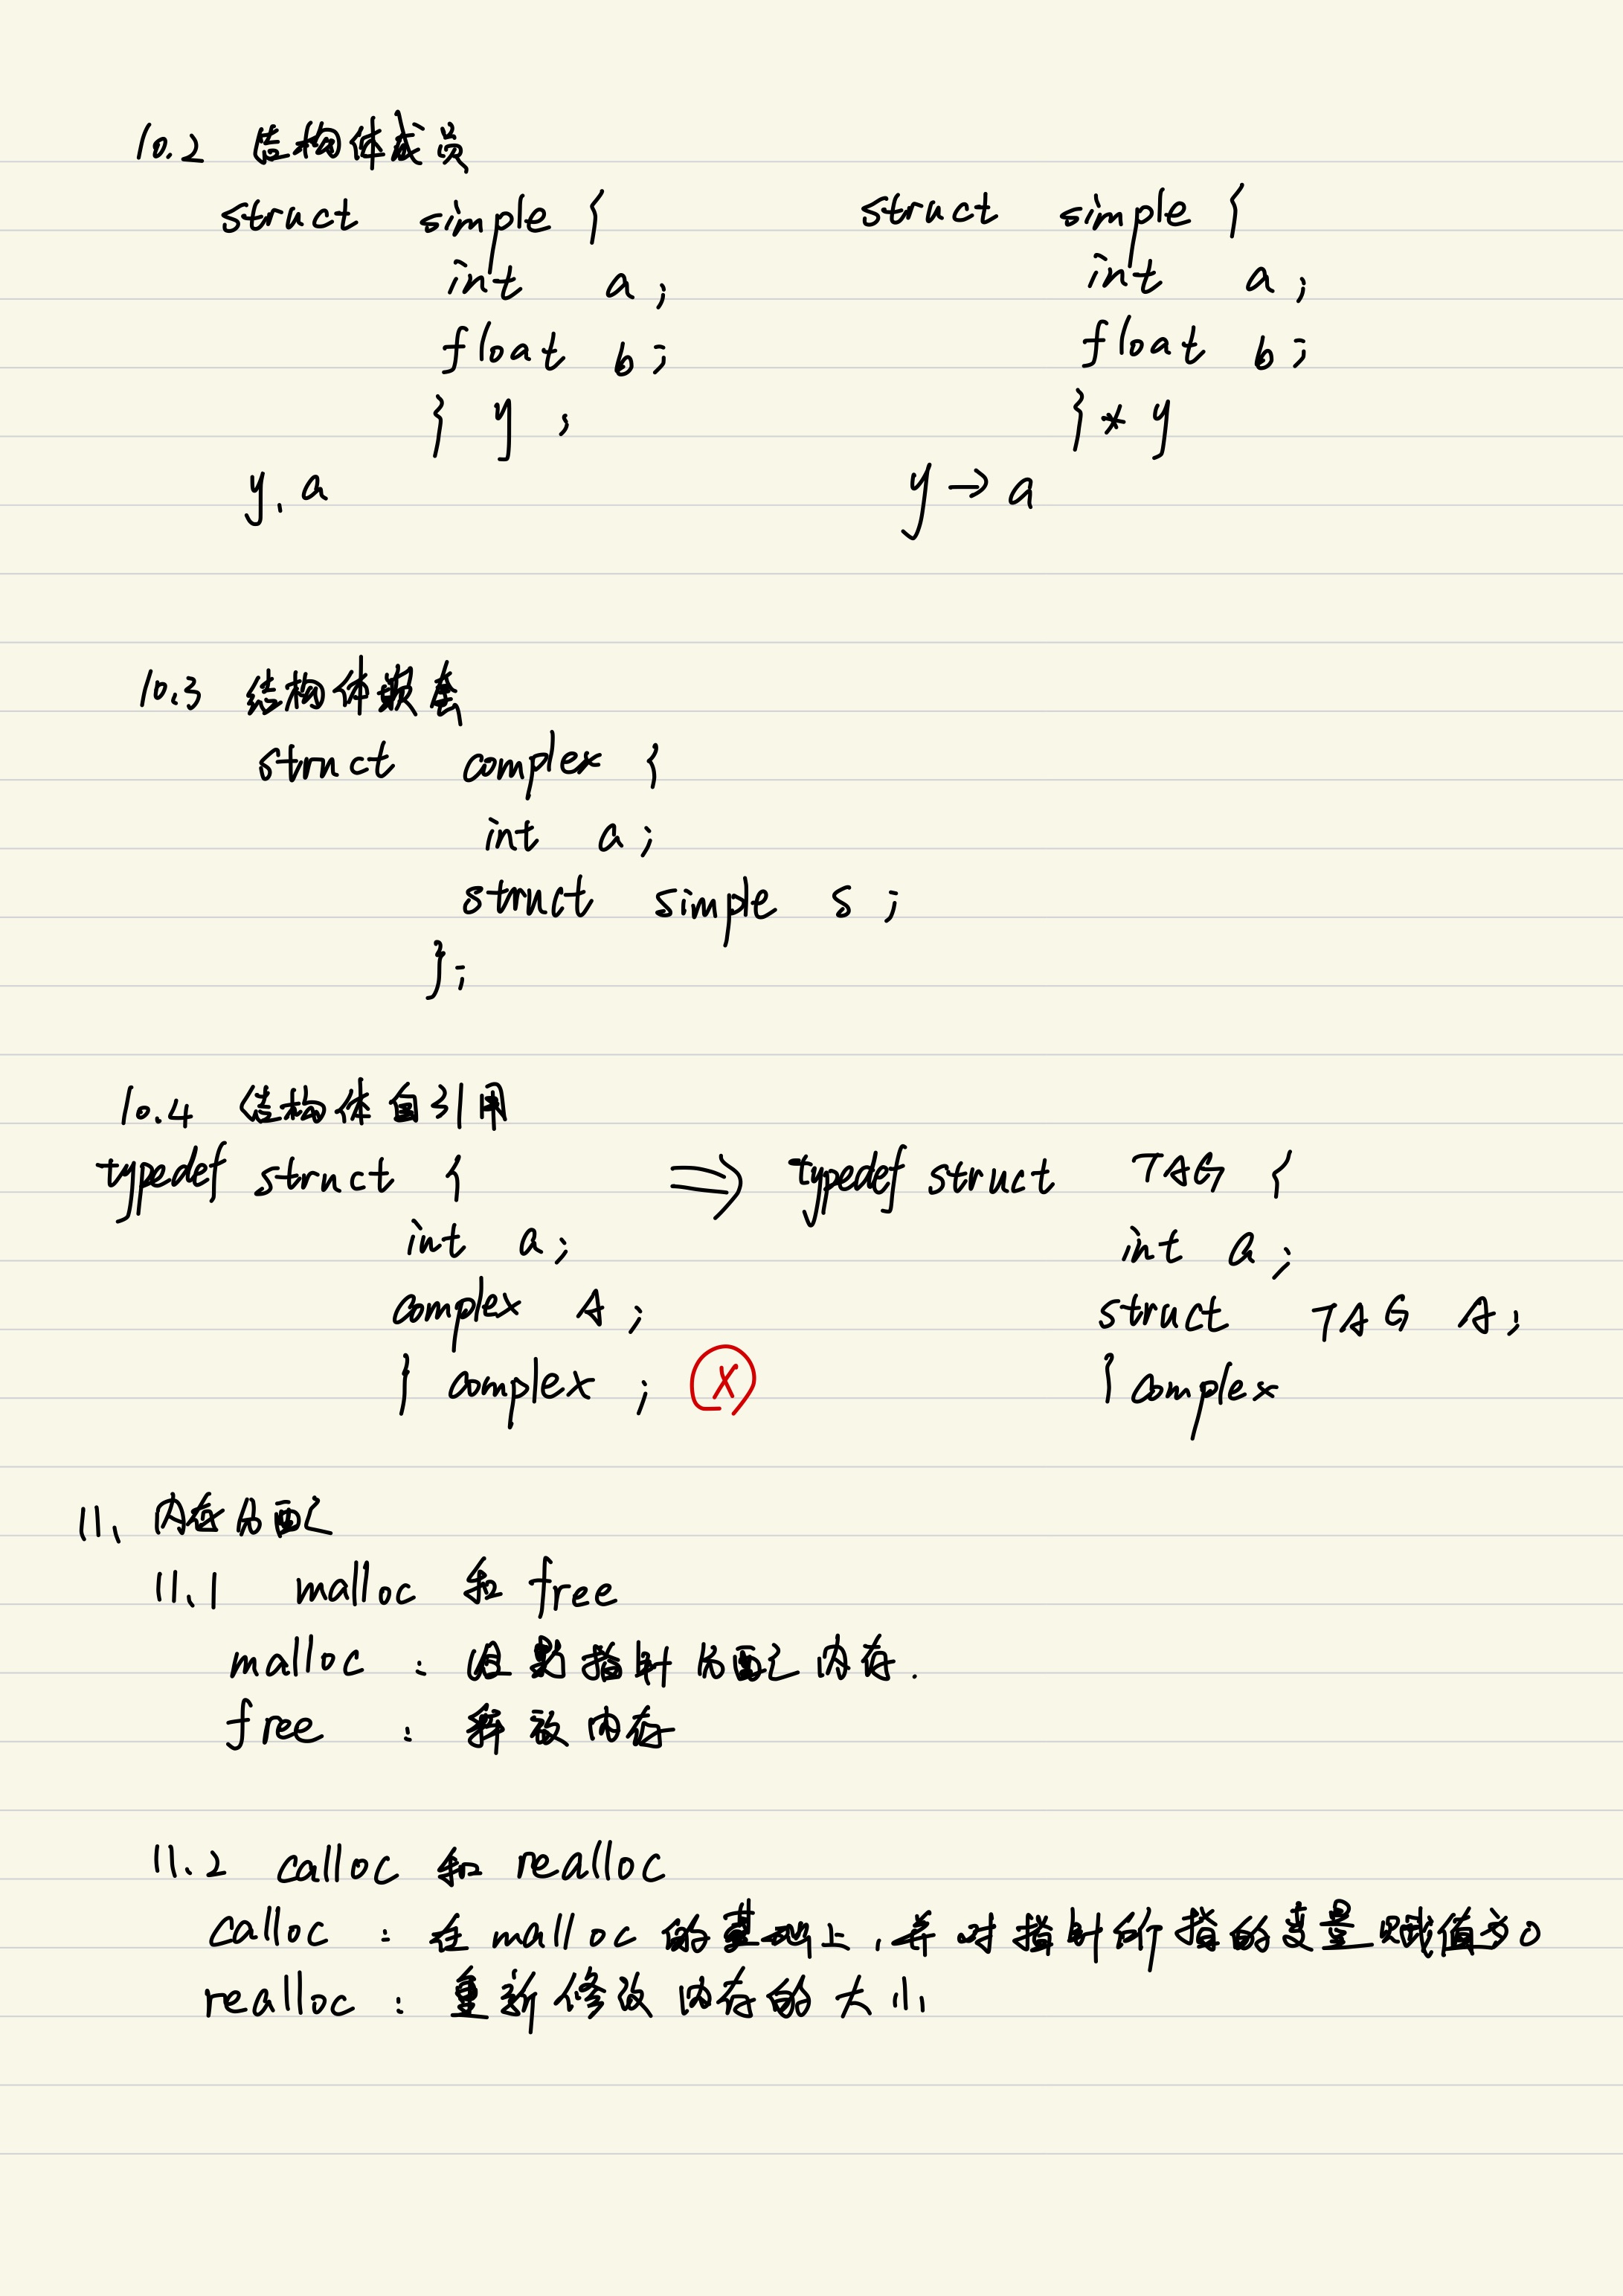 10.2 结构体成员
struct simple { struct simple {
int a; int a;
float b; float b;
} y ; } * y
y.a y → a
10.3 结构体嵌套
struct complex {
int a;
struct simple s ;
};
10.4 结构体自引用
typedef struct { ⇒ typedef struct TAG {
int a; int a;
complex A; struct TAG A;
} complex ; X } complex
11、内存分配
11.1 malloc 和 free
malloc : 给指针分配内存.
free : 释放内存
11.2 calloc 和 realloc
calloc : 在 malloc 的基础上,并对指针所指的变量赋值为0
realloc : 重新修改内存的大小